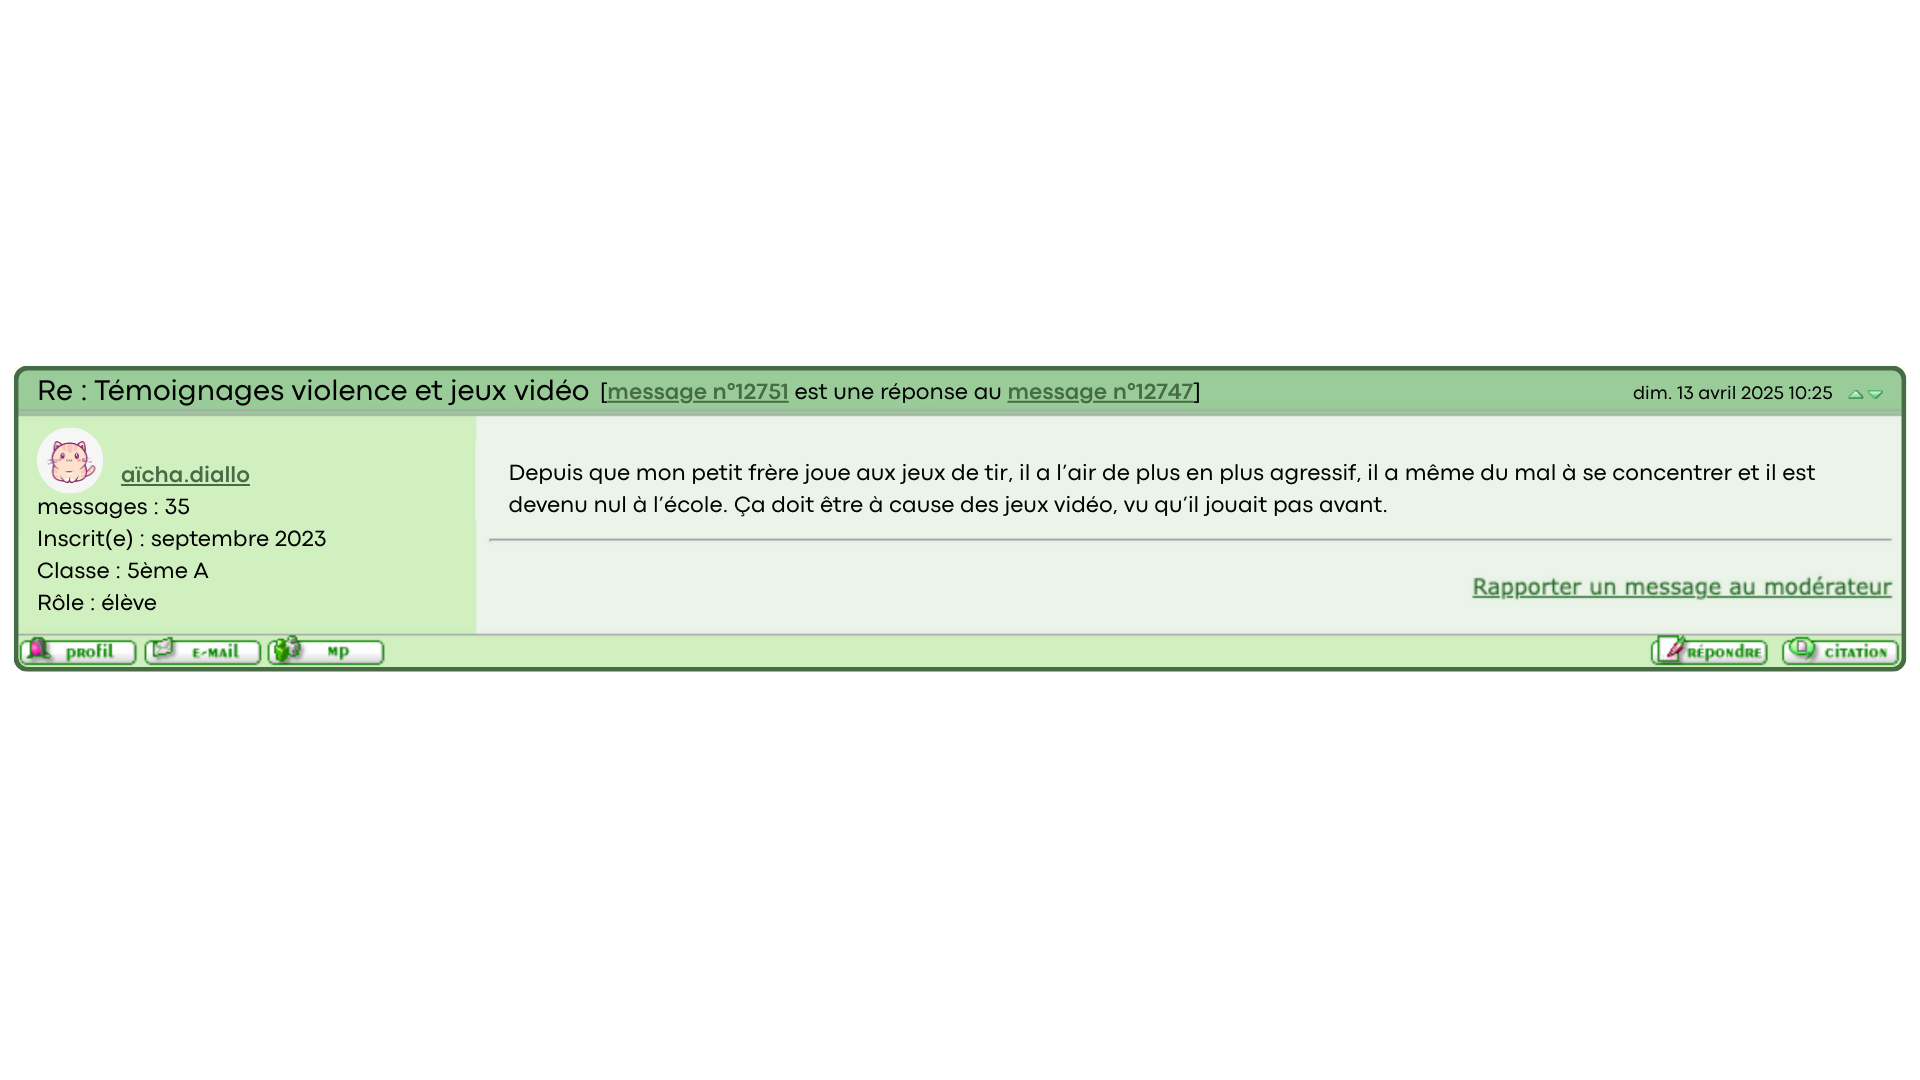 Re : Témoignages violence et jeux vidéo [message n°12751 est une réponse au message n°12747] dim. 13 avril 2025 10:25
aïcha.diallo
messages : 35
Inscrit(e) : septembre 2023
Classe : 5ème A
Rôle : élève
Depuis que mon petit frère joue aux jeux de tir, il a l’air de plus en plus agressif, il a même du mal à se concentrer et il est
devenu nul à l’école. Ça doit être à cause des jeux vidéo, vu qu’il jouait pas avant.
Rapporter un message au modérateur
profil E-MAil MP RÉPONDRE CITATION